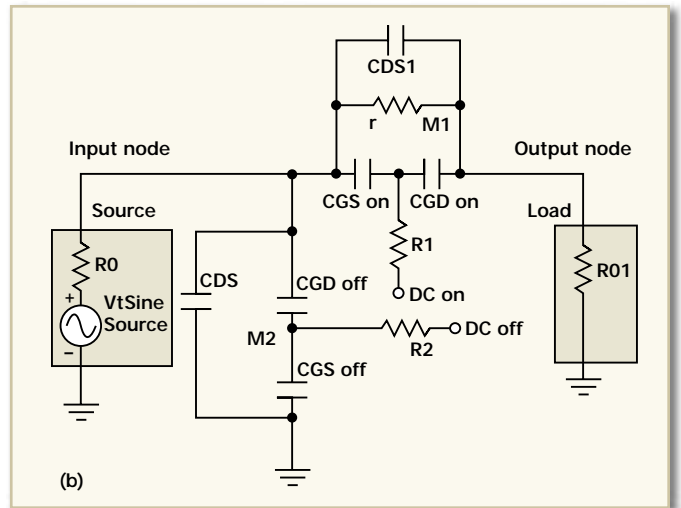 CDS1
r M1
Input node
Output node
CGS on CGD on
Source
Load
R0
R1
R01
CDS
CGD off
+ VtSine
Source
DC on
M2
DC off
−
R2
CGS off
(b)